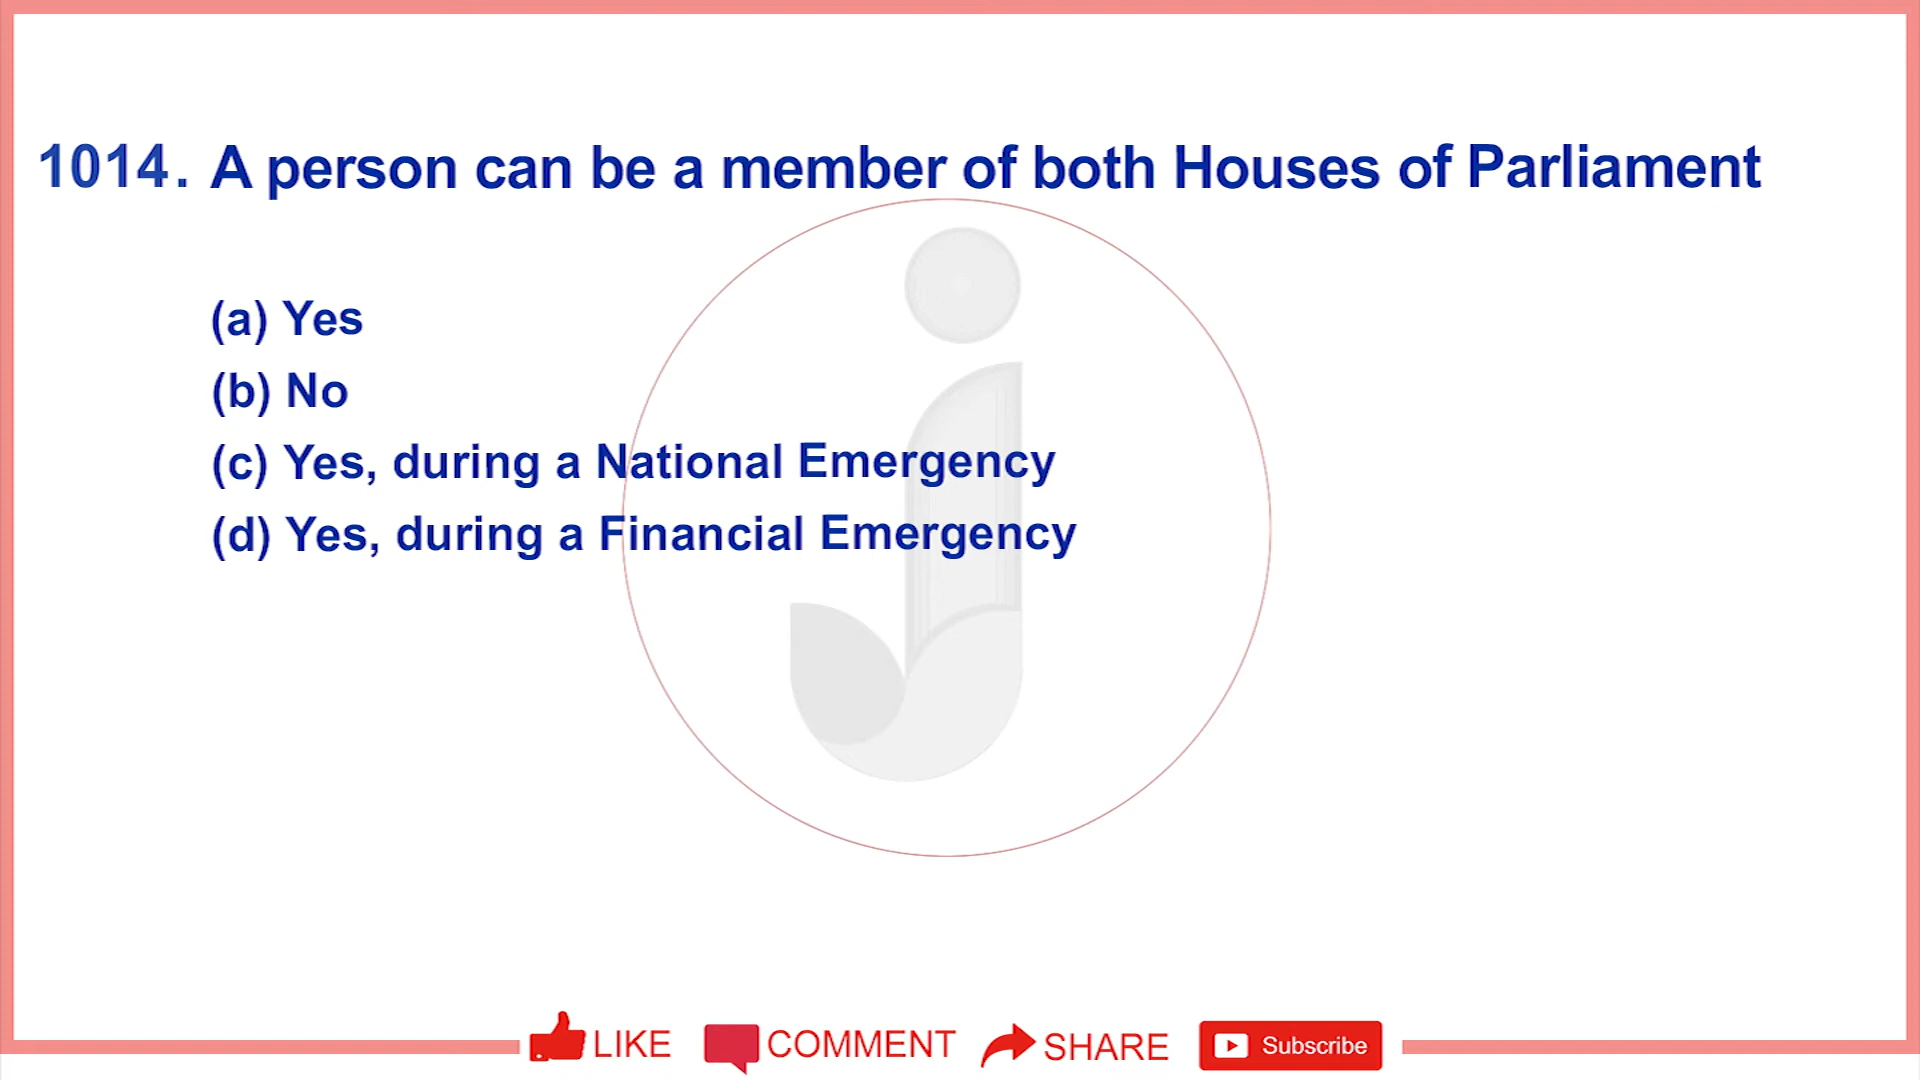 1014. A person can be a member of both Houses of Parliament
(a) Yes
(b) No
(c) Yes, during a National Emergency
(d) Yes, during a Financial Emergency
LIKE COMMENT SHARE Subscribe